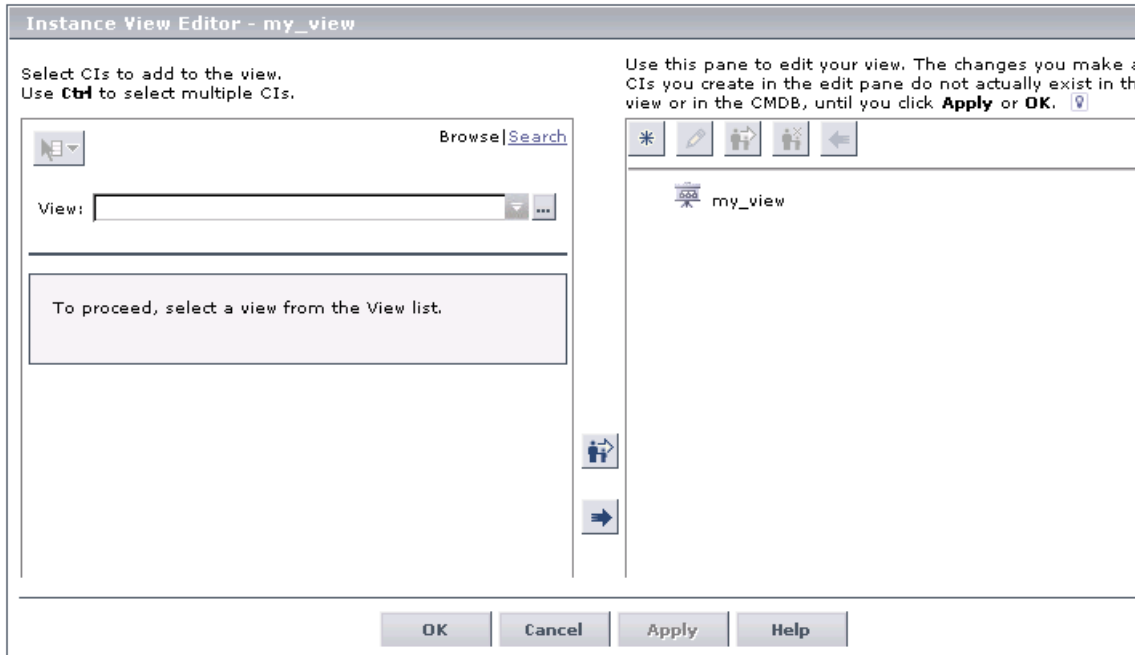 Instance View Editor - my_view
Select CIs to add to the view.
Use Ctrl to select multiple CIs.
Browse|Search
View:
...
To proceed, select a view from the View list.
Use this pane to edit your view. The changes you make
CIs you create in the edit pane do not actually exist in
view or in the CMDB, until you click Apply or OK.
my_view
OK
Cancel
Apply
Help